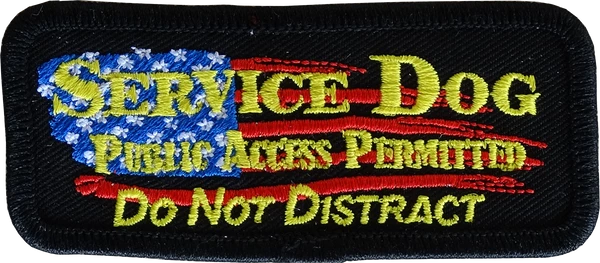 SERVICE DOG
PUBLIC ACCESS PERMITTED
DO NOT DISTRACT